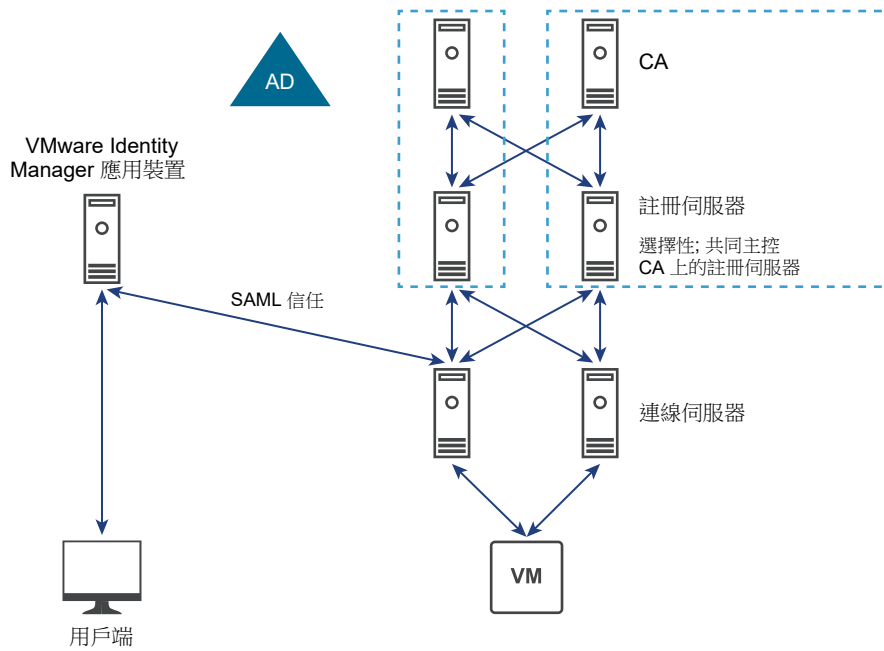 AD
CA
VMware Identity
Manager 應用裝置
註冊伺服器
選擇性; 共同主控
CA 上的註冊伺服器
SAML 信任
連線伺服器
VM
用戶端